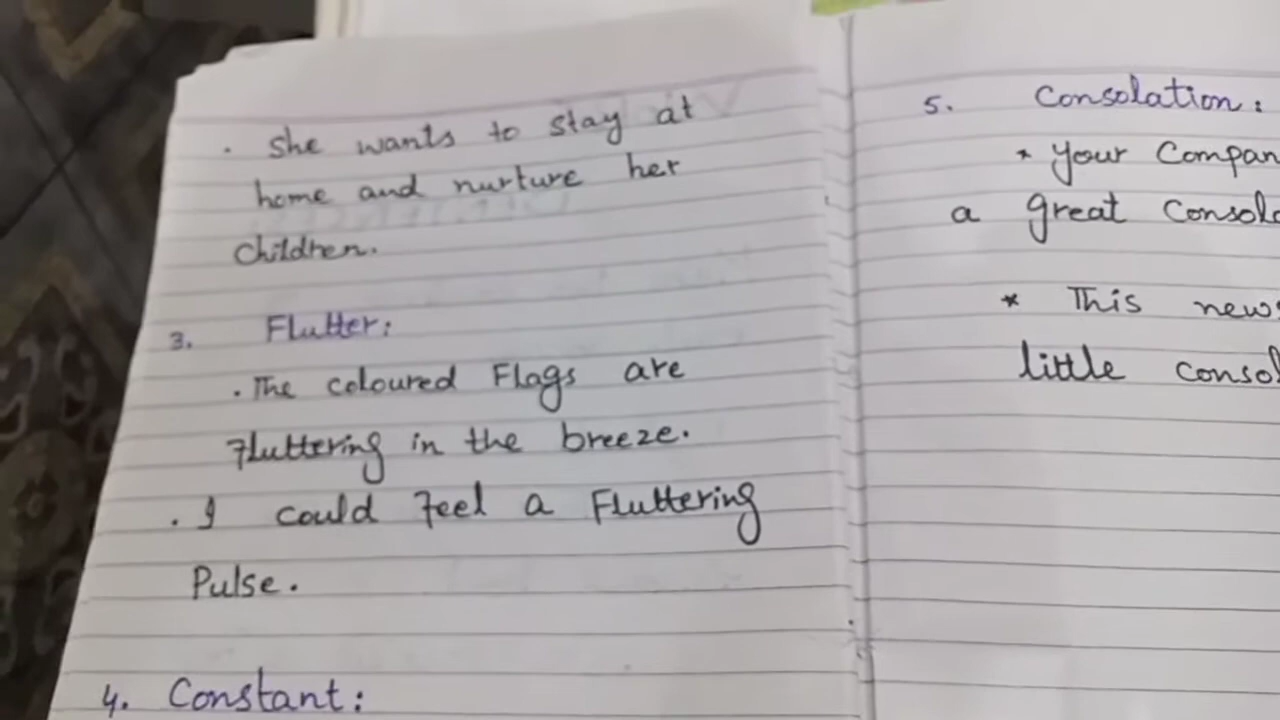 . She wants to stay at
home and nurture her
children.
3. Flutter:
. The coloured Flags are
Fluttering in the breeze.
. I could Feel a Fluttering
Pulse.
4. Constant:
5. Consolation:
* Your
a great
* This
little